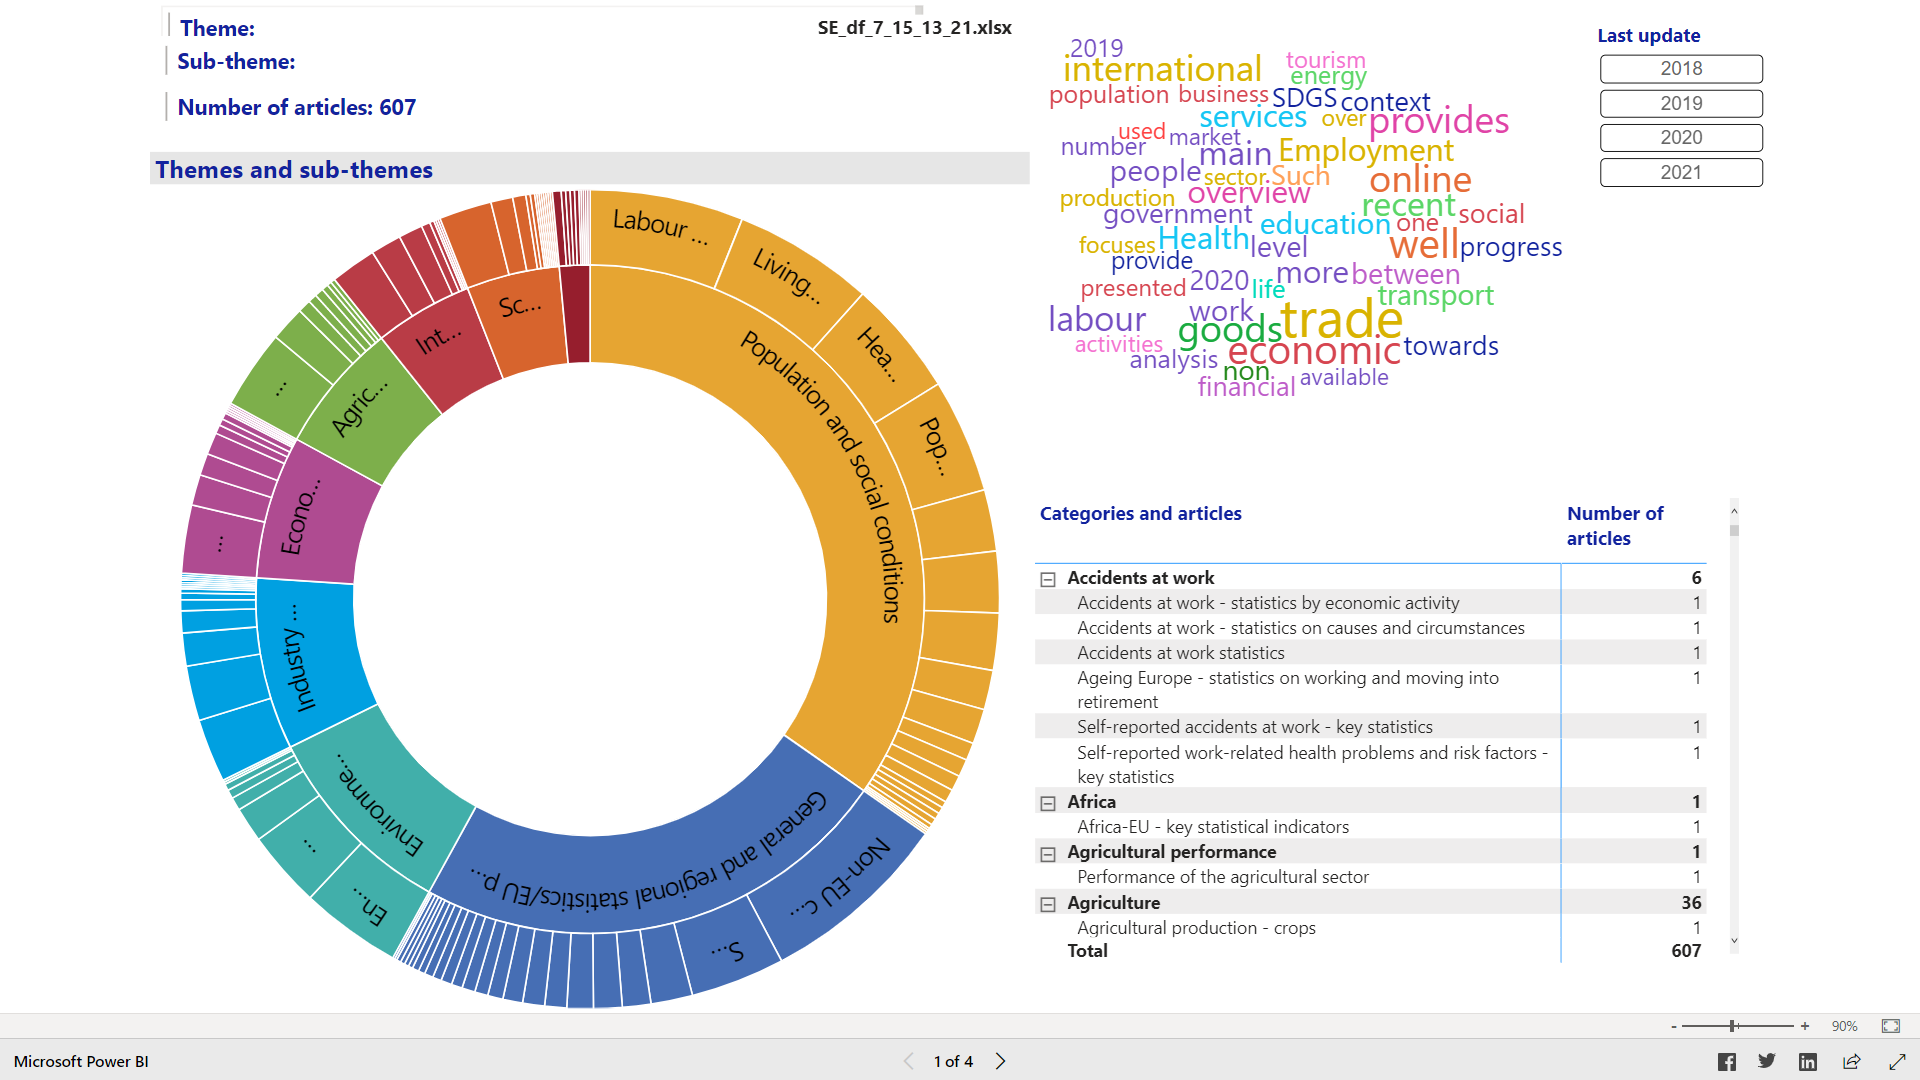 Theme:
SE_df_7_15_13_21.xlsx
Sub-theme:
Number of articles: 607
Themes and sub-themes
Labour ...
Living...
Hea...
Pop...
Population and social conditions
Non-EU c...
S...
General and regional statistics/EU p...
En...
...
Environme...
Industry ...
...
Econo...
...
Agric...
Int...
Sc...
2019
international
tourism
energy
population business SDGS context
services over provides
used market
number main Employment
people sector Such online
production overview recent
government education one social
focuses Health level well progress
provide
2020 more between
presented life transport
labour work goods trade
activities economic towards
analysis non available
financial
Last update
2018
2019
2020
2021
Categories and articles
Number of
articles
Accidents at work 6
Accidents at work - statistics by economic activity 1
Accidents at work - statistics on causes and circumstances 1
Accidents at work statistics 1
Ageing Europe - statistics on working and moving into 1
retirement
Self-reported accidents at work - key statistics 1
Self-reported work-related health problems and risk factors - 1
key statistics
Africa 1
Africa-EU - key statistical indicators 1
Agricultural performance 1
Performance of the agricultural sector 1
Agriculture 36
Agricultural production - crops 1
Total 607
- + 90%
Microsoft Power BI
1 of 4